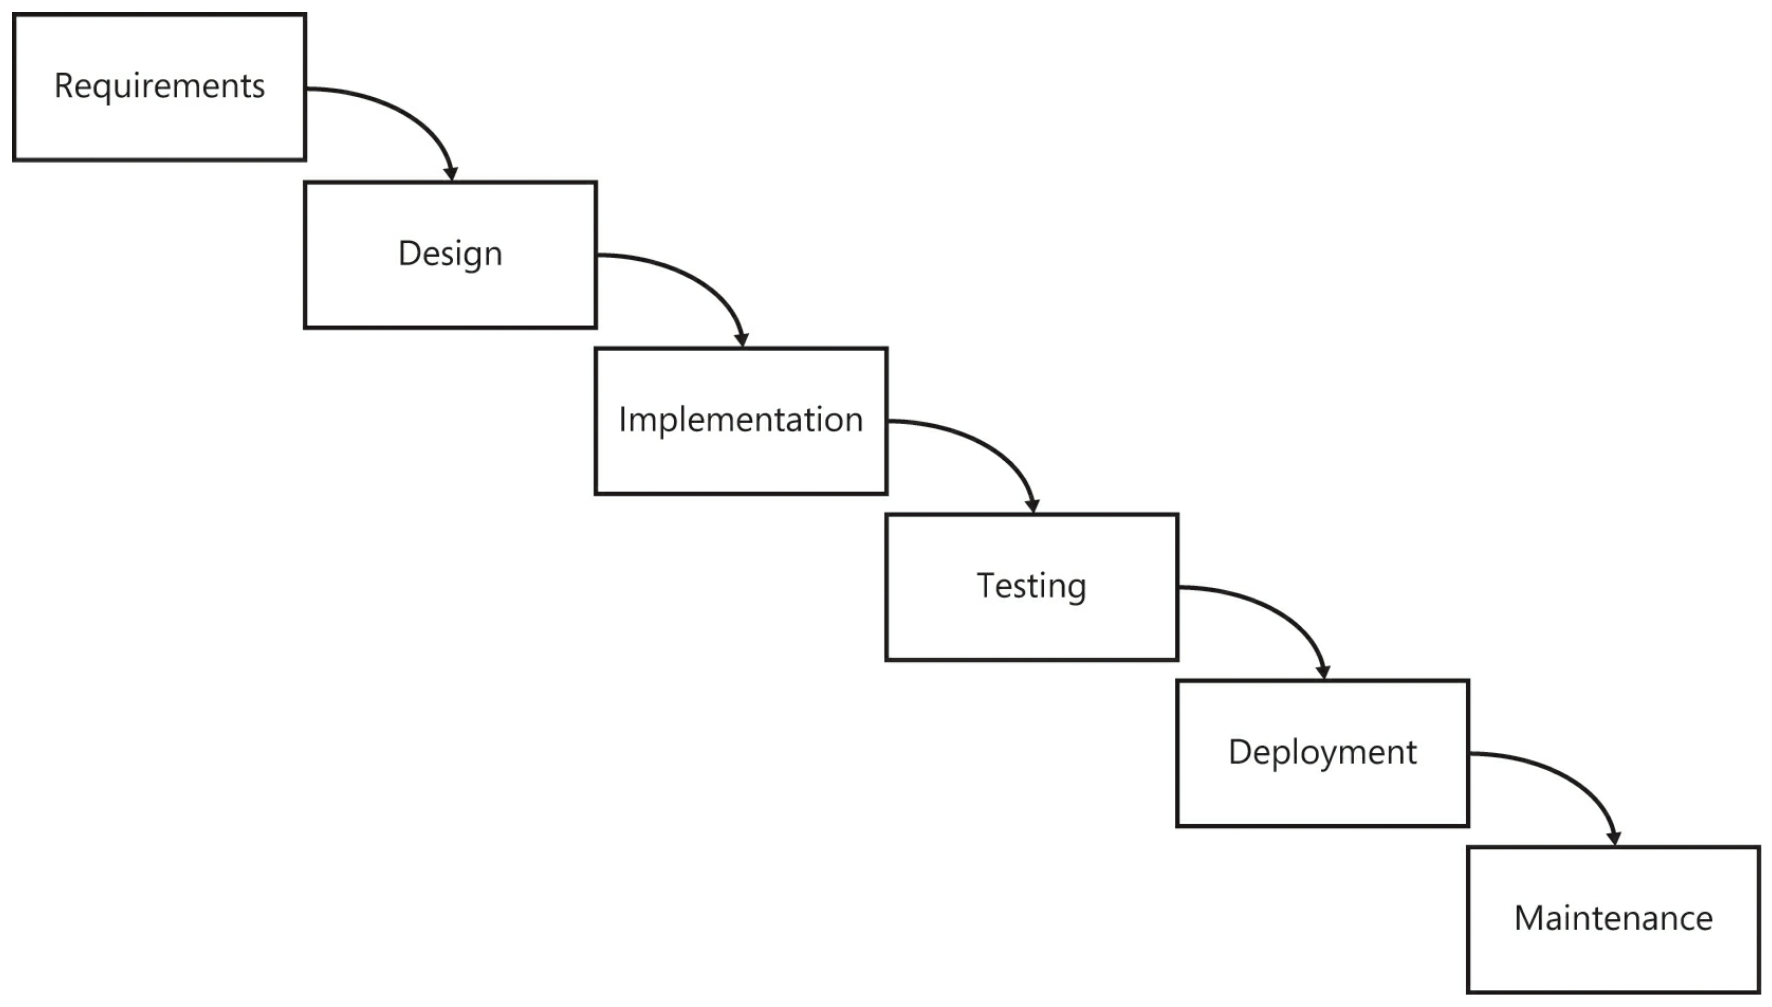 Requirements
Design
Implementation
Testing
Deployment
Maintenance